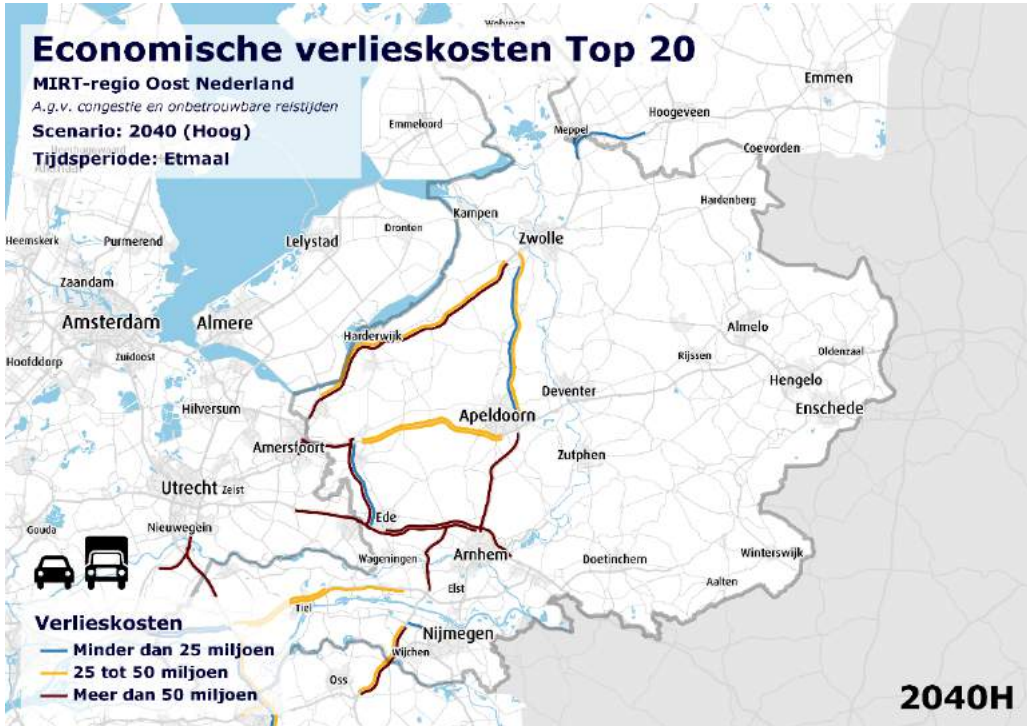 Wolvega
Economische verlieskosten Top 20
MIRT-regio Oost Nederland
A.g.v. congestie en onbetrouwbare reistijden
Scenario: 2040 (Hoog)
Tijdsperiode: Etmaal
Emmen
Hoogeveen
Emmeloord
Meppel
Coevorden
Hardenberg
Kampen
Dronten
Zwolle
Heemskerk
Purmerend
Lelystad
Zaandam
Amsterdam
Almere
Harderwijk
Almelo
Hoofddorp
Zuidoost
Rijssen
Oldenzaal
Hengelo
Deventer
Hilversum
Apeldoorn
Enschede
Amersfoort
Zutphen
Utrecht
Zeist
Ede
Gouda
Nieuwegein
Wageningen
Arnhem
Doetinchem
Winterswijk
Aalten
Elst
Tiel
Verlieskosten
Nijmegen
Minder dan 25 miljoen
Wijchen
25 tot 50 miljoen
Oss
Meer dan 50 miljoen
2040H